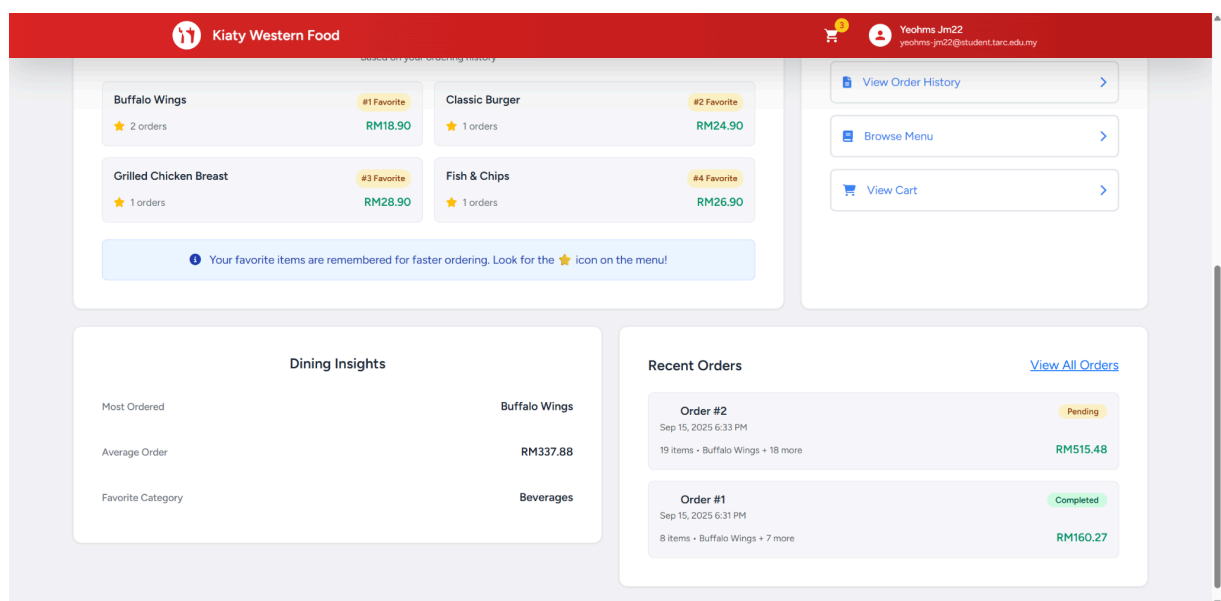 Kiaty Western Food
3
Yeohms Jm22
yeohms-jm22@student.tarc.edu.my
based on your ordering history
Buffalo Wings
#1 Favorite
2 orders
RM18.90
Classic Burger
#2 Favorite
1 orders
RM24.90
Grilled Chicken Breast
#3 Favorite
1 orders
RM28.90
Fish & Chips
#4 Favorite
1 orders
RM26.90
Your favorite items are remembered for faster ordering. Look for the ⭐ icon on the menu!
View Order History
Browse Menu
View Cart
Dining Insights
Most Ordered
Buffalo Wings
Average Order
RM337.88
Favorite Category
Beverages
Recent Orders
View All Orders
Order #2
Pending
Sep 15, 2025 6:33 PM
19 items • Buffalo Wings + 18 more
RM515.48
Order #1
Completed
Sep 15, 2025 6:31 PM
8 items • Buffalo Wings + 7 more
RM160.27